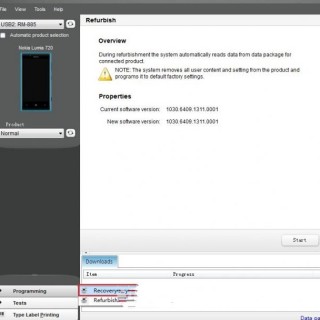 File View Tools Help
USB2: RM-885
Automatic product selection
Nokia Lumia 720
Product
Normal
Programming
Tests
Type Label Printing
Refurbish
Overview
During refurbishment the system automatically reads data from data package for
connected product.
NOTE: The system removes all user content and setting from the product and
programs it to default factory settings.
Properties
Current software version: 1030.6409.1311.0001
New software version: 1030.6409.1311.0001
Start
Downloads
Item Progress
Recovery
Refurbish
Data pa